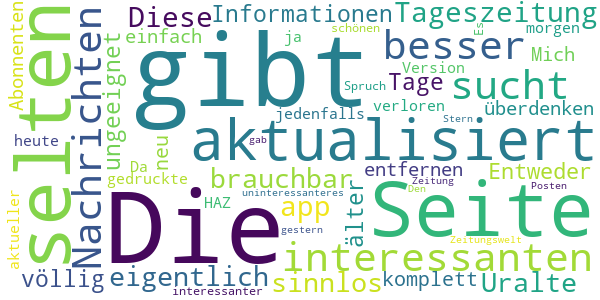 Diese
Informationen
Tageszeitung
Abonnenten
selten
Nachrichten
ungeeignet
einfach
ja
schönen
Es
morgen
gibt
besser
Mich
Spruch
Version
Tage
sucht
jedenfalls
verloren
überdenken
heute
neu
Stern
aktualisiert
gab
Da
gedruckte
brauchbar
entfernen
Entweder
Die
uninteressanteres
Zeitung
Den
Posten
HAZ
app
älter
Seite
aktueller
gestern
Zeitungswelt
interessanten
völlig
eigentlich
sinnlos
komplett
Uralte
interessanter